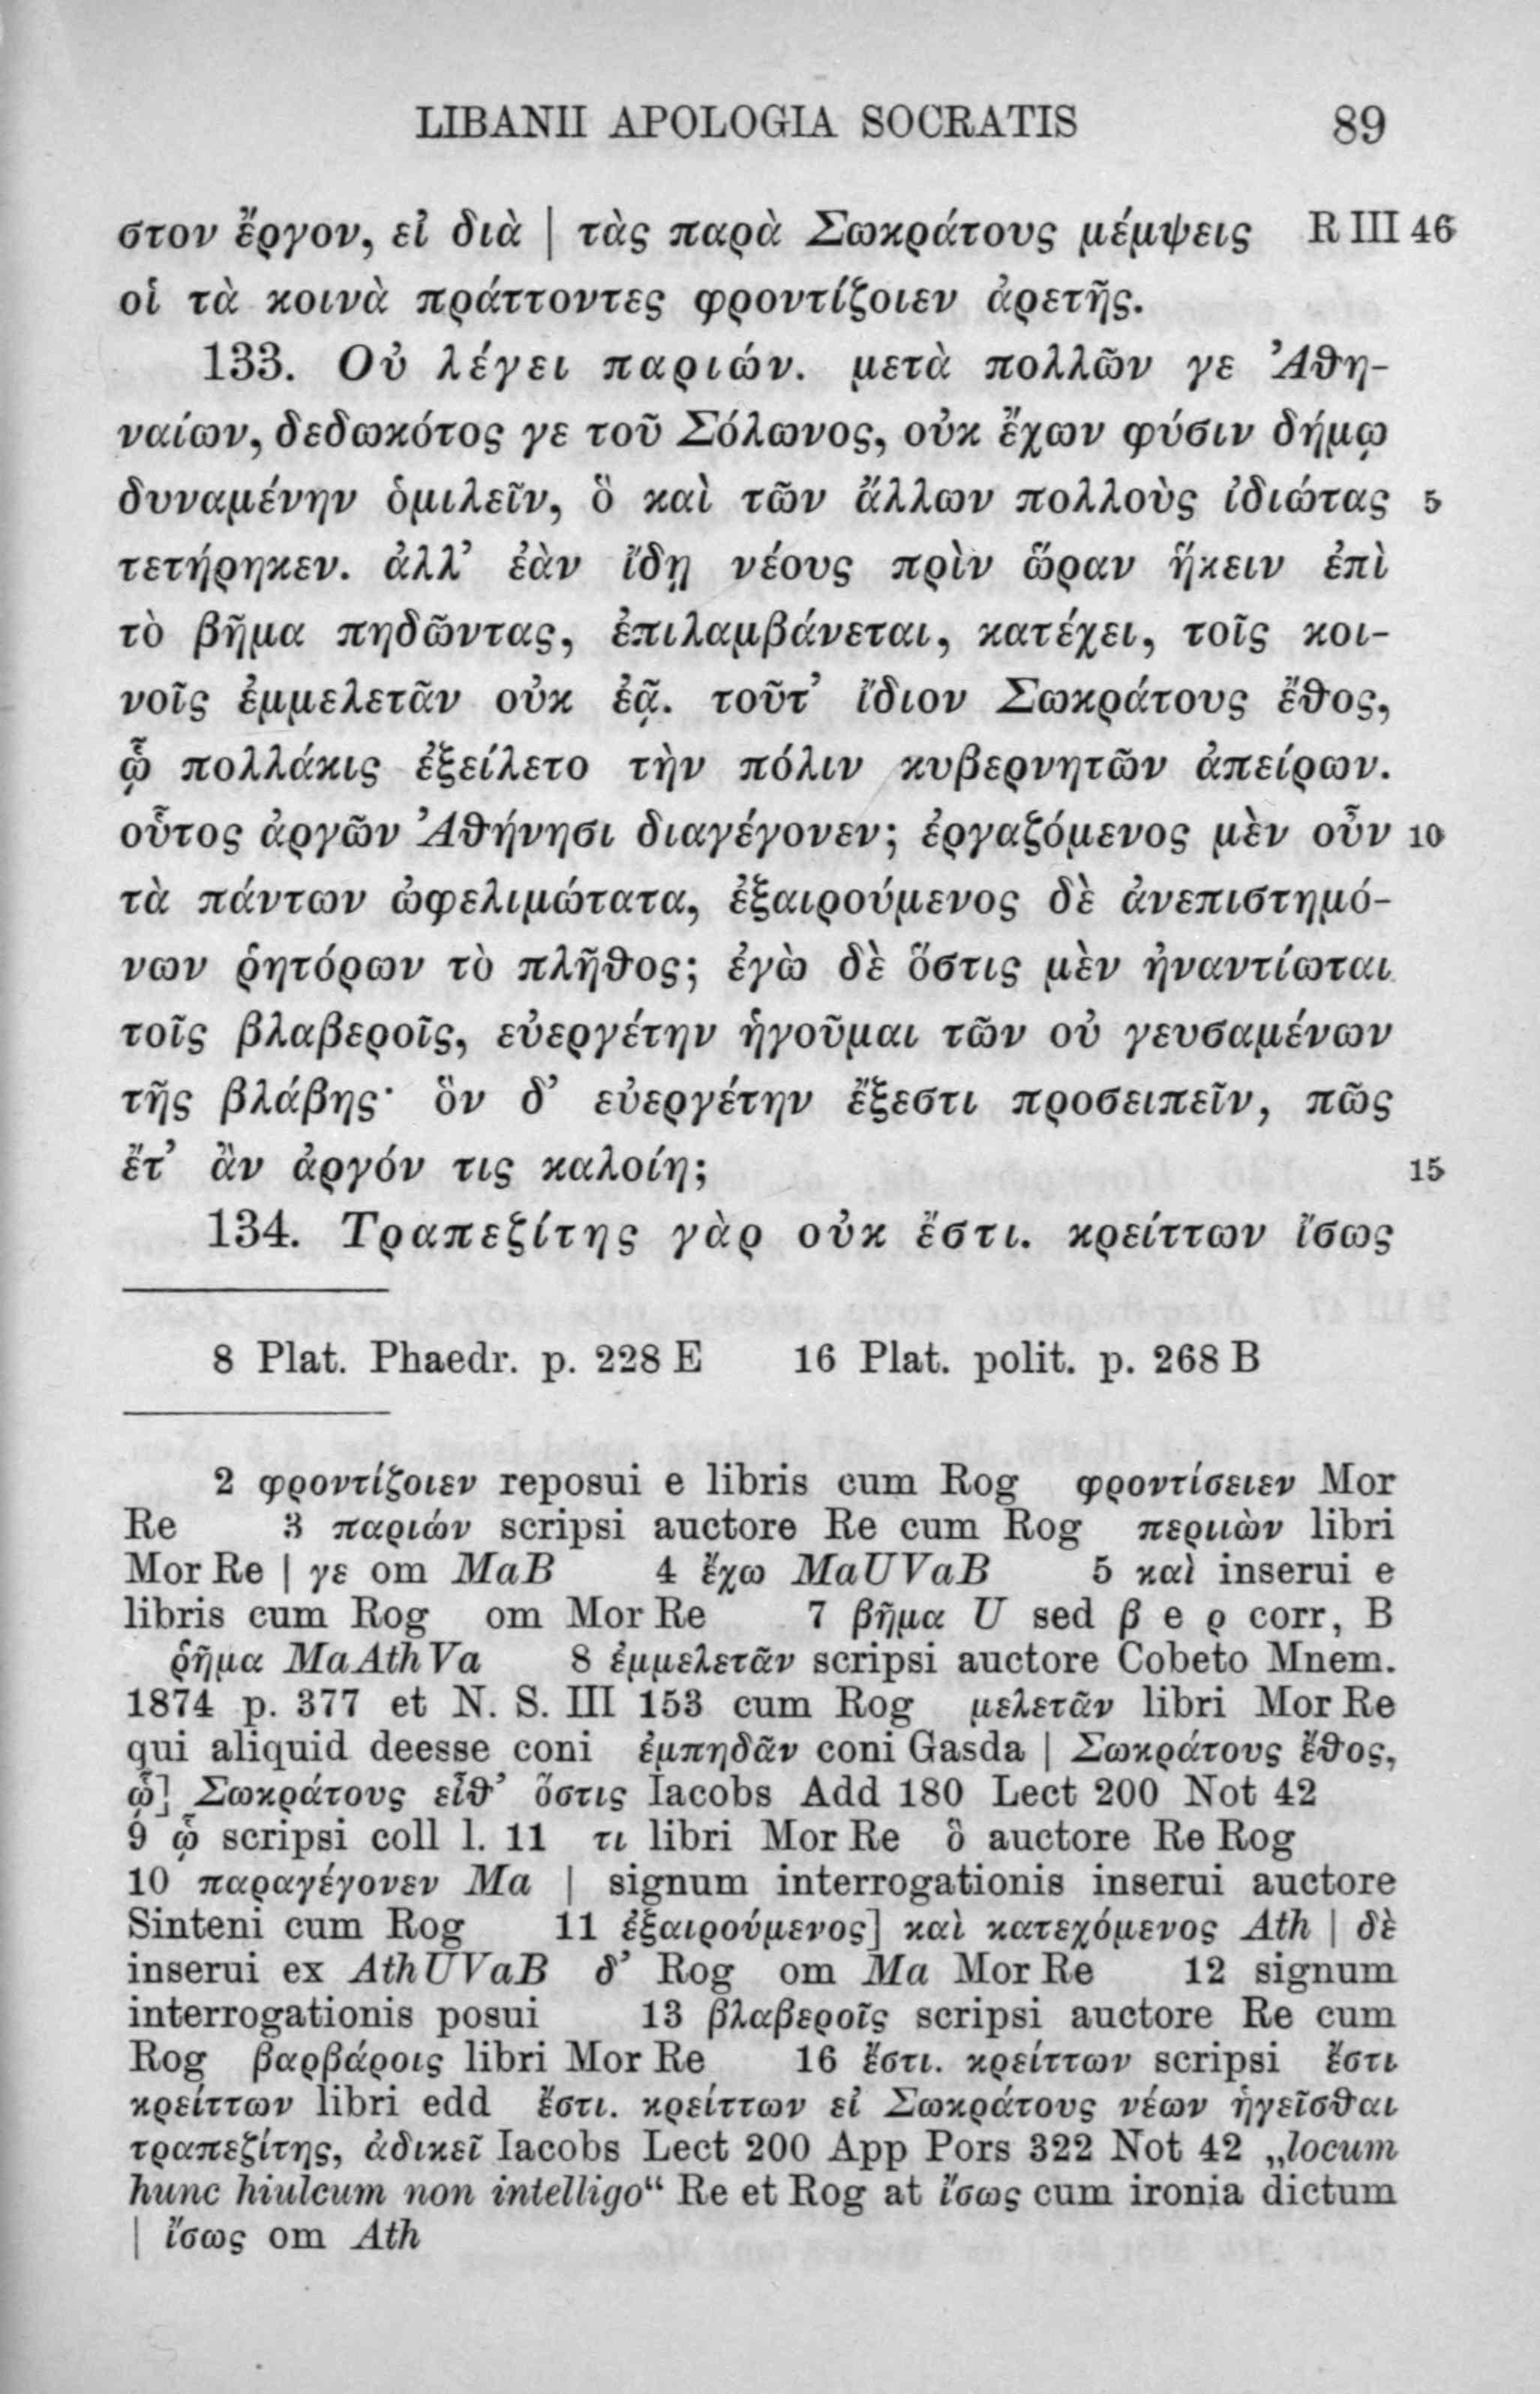 LIBANII APOLOGIA SOCRATIS 89
στον ἔργον, εἰ διὰ | τὰς παρὰ Σωκράτους μέμψεις R III 46
οἱ τὰ κοινὰ πράττοντες φροντίζοιεν ἀρετῆς.
133. Οὐ λέγει παριών. μετὰ πολλῶν γε Ἀθη-
ναίων, δεδωκότος γε τοῦ Σόλωνος, οὐκ ἔχων φύσιν δήμῳ
δυναμένην ὁμιλεῖν, ὃ καὶ τῶν ἄλλων πολλοὺς ἰδιώτας 5
τετήρηκεν. ἀλλ’ ἐὰν ἴδῃ νέους πρὶν ὥραν ἥκειν ἐπὶ
τὸ βῆμα πηδῶντας, ἐπιλαμβάνεται, κατέχει, τοῖς κοι-
νοῖς ἐμμελετᾶν οὐκ ἐᾷ. τοῦτ’ ἴδιον Σωκράτους ἔθος,
ᾧ πολλάκις ἐξείλετο τὴν πόλιν κυβερνητῶν ἀπείρων.
οὗτος ἀργῶν Ἀθήνησι διαγέγονεν; ἐργαζόμενος μὲν οὖν 10
τὰ πάντων ὠφελιμώτατα, ἐξαιρούμενος δὲ ἀνεπιστημό-
νων ῥητόρων τὸ πλῆθος; ἐγὼ δὲ ὅστις μὲν ἠναντίωται
τοῖς βλαβεροῖς, εὐεργέτην ἡγοῦμαι τῶν οὐ γευσαμένων
τῆς βλάβης· ὃν δ’ εὐεργέτην ἔξεστι προσειπεῖν, πῶς
ἔτ’ ἂν ἀργόν τις καλοίη; 15
134. Τραπεζίτης γὰρ οὐκ ἔστι. κρείττων ἴσως
8 Plat. Phaedr. p. 228 E 16 Plat. polit. p. 268 B
2 φροντίζοιεν reposui e libris cum Rog φροντίσειεν Mor
Re 3 παριών scripsi auctore Re cum Rog περιιὼν libri
Mor Re | γε om MaB 4 ἔχω MaUVaB 5 καὶ inserui e
libris cum Rog om Mor Re 7 βῆμα U sed β e ρ corr, B
ῥῆμα MaAthVa 8 ἐμμελετᾶν scripsi auctore Cobeto Mnem.
1874 p. 377 et N. S. III 153 cum Rog μελετᾶν libri Mor Re
qui aliquid deesse coni ἐμπηδᾶν coni Gasda | Σωκράτους ἔθος,
ᾧ] Σωκράτους εἶθ’ ὅστις Iacobs Add 180 Lect 200 Not 42
9 ᾧ scripsi coll l. 11 τι libri Mor Re ὃ auctore Re Rog
10 παραγέγονεν Ma | signum interrogationis inserui auctore
Sinteni cum Rog 11 ἐξαιρούμενος] καὶ κατεχόμενος Ath | δὲ
inserui ex AthUVaB δ’ Rog om Ma Mor Re 12 signum
interrogationis posui 13 βλαβεροῖς scripsi auctore Re cum
Rog βαρβάροις libri Mor Re 16 ἔστι. κρείττων scripsi ἔστι
κρείττων libri edd ἔστι. κρείττων εἰ Σωκράτους νέων ἡγεῖσθαι
τραπεζίτης, ἀδικεῖ Iacobs Lect 200 App Pors 322 Not 42 „locum
hunc hiulcum non intelligo“ Re et Rog at ἴσως cum ironia dictum
| ἴσως om Ath